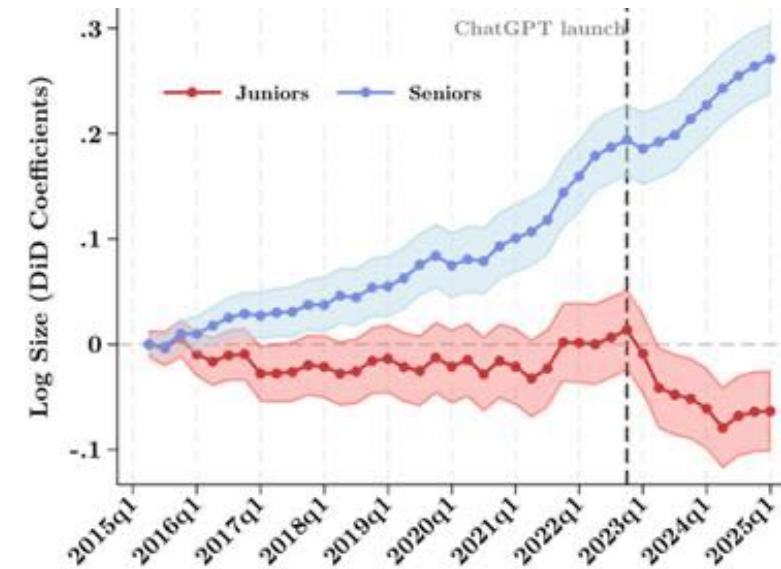 ChatGPT launch
Juniors
Seniors
Log Size (DiD Coefficients)
.3
.2
.1
0
-.1
2015q1
2016q1
2017q1
2018q1
2019q1
2020q1
2021q1
2022q1
2023q1
2024q1
2025q1